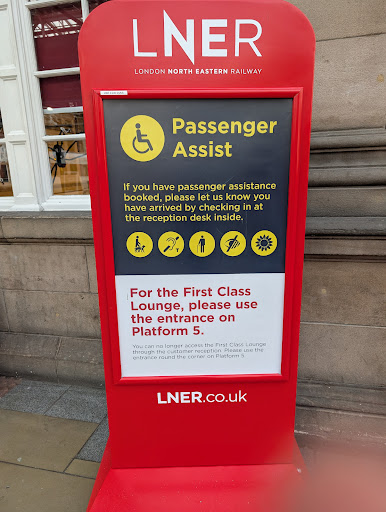 LNER
LONDON NORTH EASTERN RAILWAY
Passenger
Assist
If you have passenger assistance
booked, please let us know you
have arrived by checking in at
the reception desk inside.
For the First Class
Lounge, please use
the entrance on
Platform 5.
You can no longer access the First Class Lounge
through the customer reception. Please use the
entrance round the corner on Platform 5.
LNER.co.uk